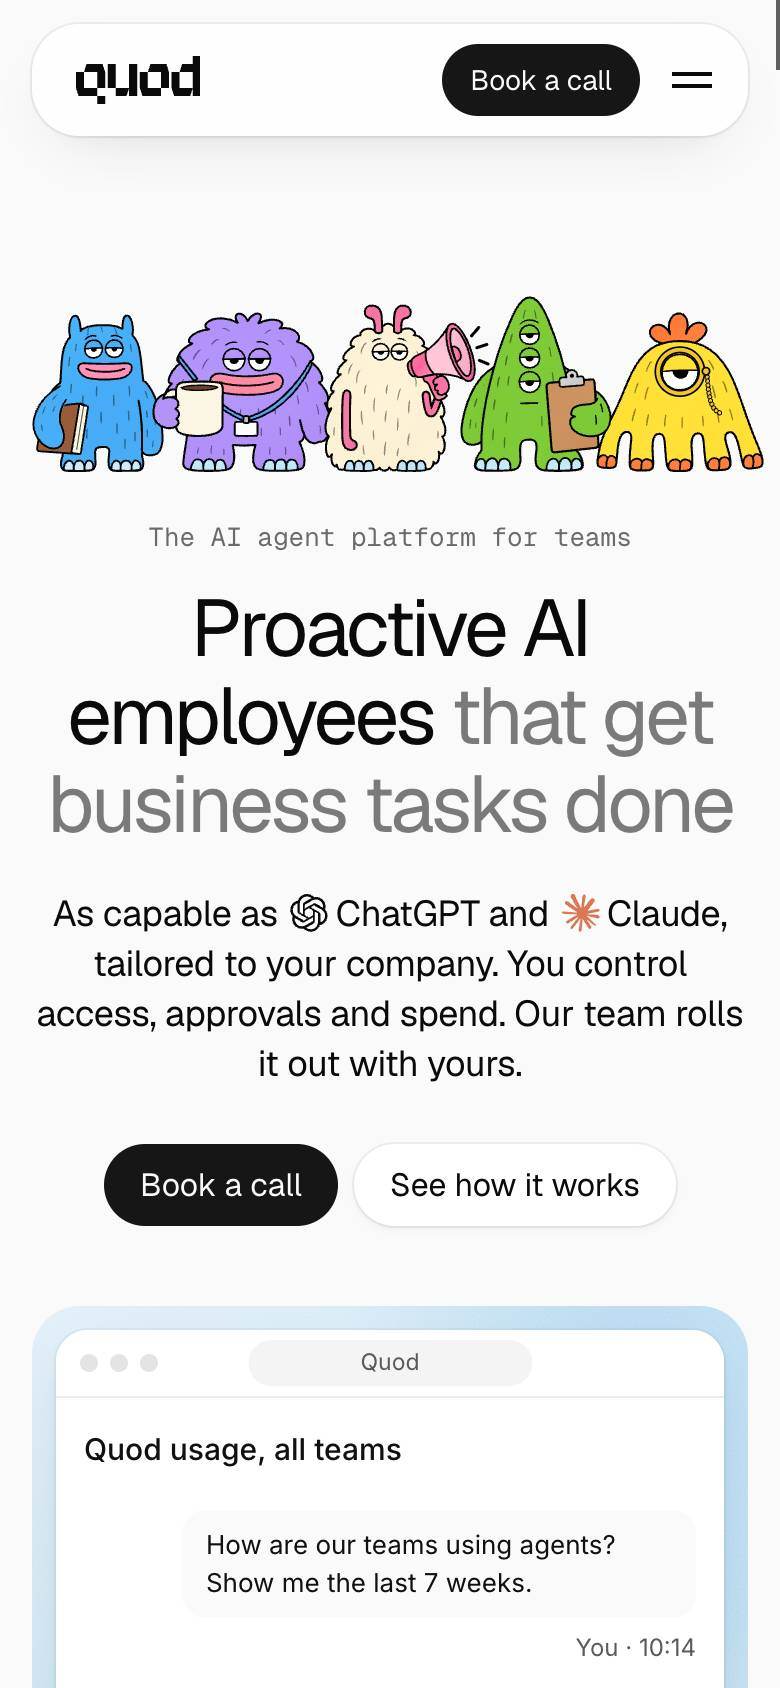 quod
Book a call
The AI agent platform for teams
Proactive AI
employees that get
business tasks done
As capable as ChatGPT and Claude,
tailored to your company. You control
access, approvals and spend. Our team rolls
it out with yours.
Book a call
See how it works
Quod
Quod usage, all teams
How are our teams using agents?
Show me the last 7 weeks.
You · 10:14